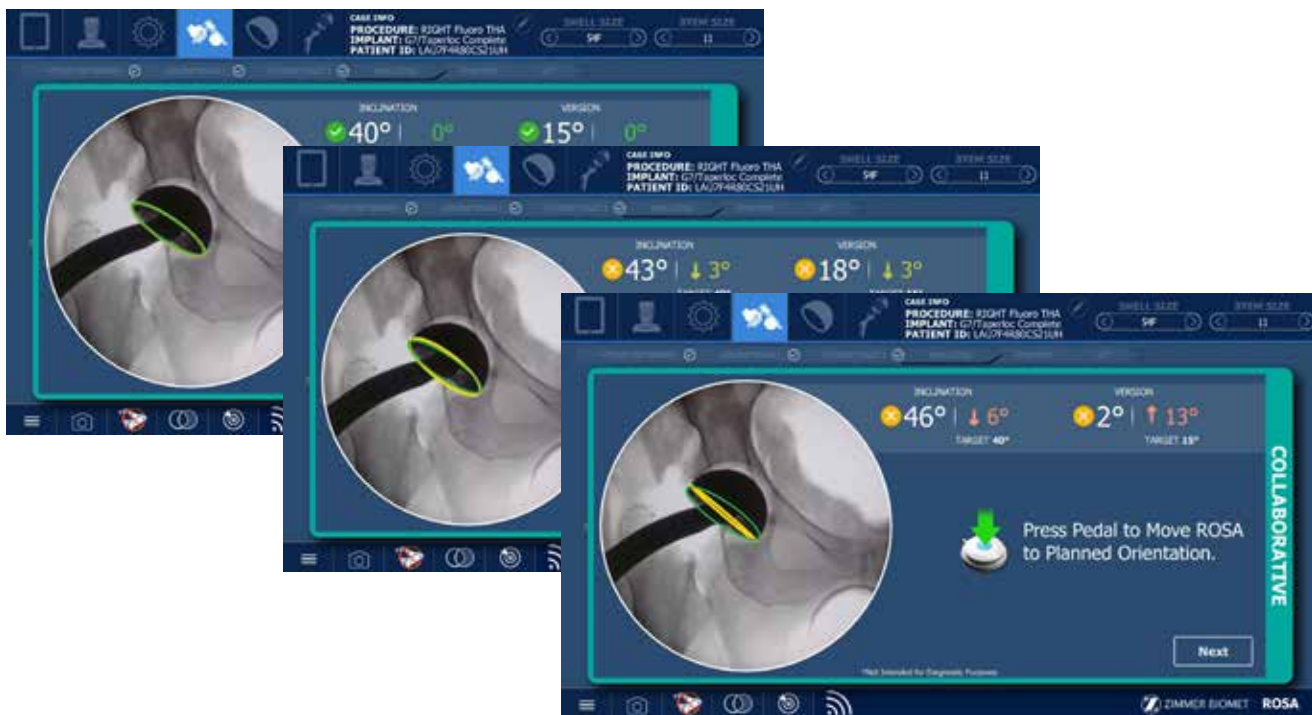 CASE INFO
PROCEDURE: RIGHT Fluoro THA
IMPLANT: G7/Taperloc Complete
PATIENT ID: LAU7F4R80CS21UH
SHELL SIZE
54F
STEM SIZE
11
INCLINATION
40° | 0°
VERSION
15° | 0°
CASE INFO
PROCEDURE: RIGHT Fluoro THA
IMPLANT: G7/Taperloc Complete
PATIENT ID: LAU7F4R80CS21UH
SHELL SIZE
54F
STEM SIZE
11
INCLINATION
43° | 3°
VERSION
18° | 3°
CASE INFO
PROCEDURE: RIGHT Fluoro THA
IMPLANT: G7/Taperloc Complete
PATIENT ID: LAU7F4R80CS21UH
SHELL SIZE
54F
STEM SIZE
11
INCLINATION
46° | 6°
TARGET 40°
VERSION
2° | 13°
TARGET 15°
Press Pedal to Move ROSA
to Planned Orientation.
COLLABORATIVE
Next
*Not Intended for Diagnostic Purposes
ZIMMER BIOMET ROSA